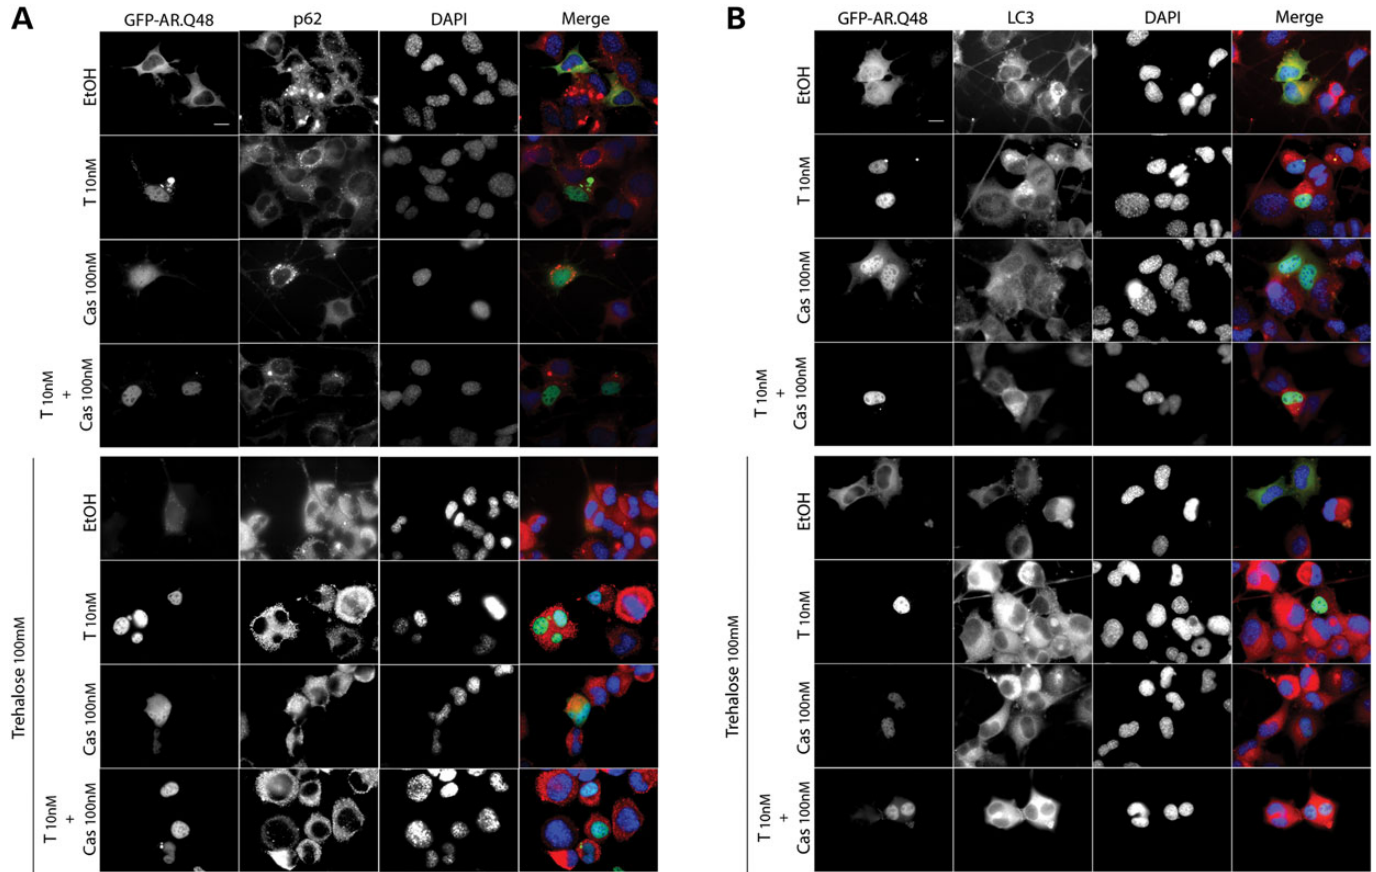 A
GFP-AR.Q48 p62 DAPI Merge
EtOH
T 10nM
Cas 100nM
T 10nM
+
Cas 100nM
Trehalose 100mM
EtOH
T 10nM
Cas 100nM
T 10nM
+
Cas 100nM
B
GFP-AR.Q48 LC3 DAPI Merge
EtOH
T 10nM
Cas 100nM
T 10nM
+
Cas 100nM
Trehalose 100mM
EtOH
T 10nM
Cas 100nM
T 10nM
+
Cas 100nM